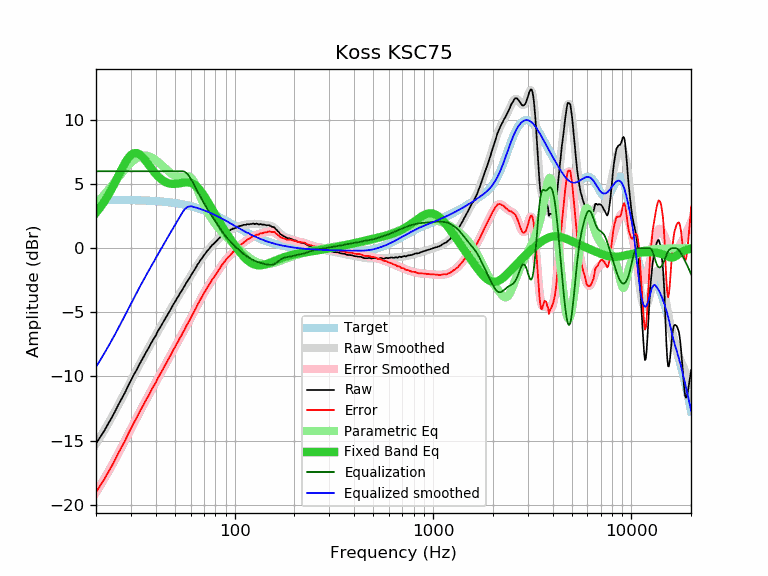 Koss KSC75
Amplitude (dBr)
10
5
0
−5
−10
−15
−20
Target
Raw Smoothed
Error Smoothed
Raw
Error
Parametric Eq
Fixed Band Eq
Equalization
Equalized smoothed
100
1000
10000
Frequency (Hz)